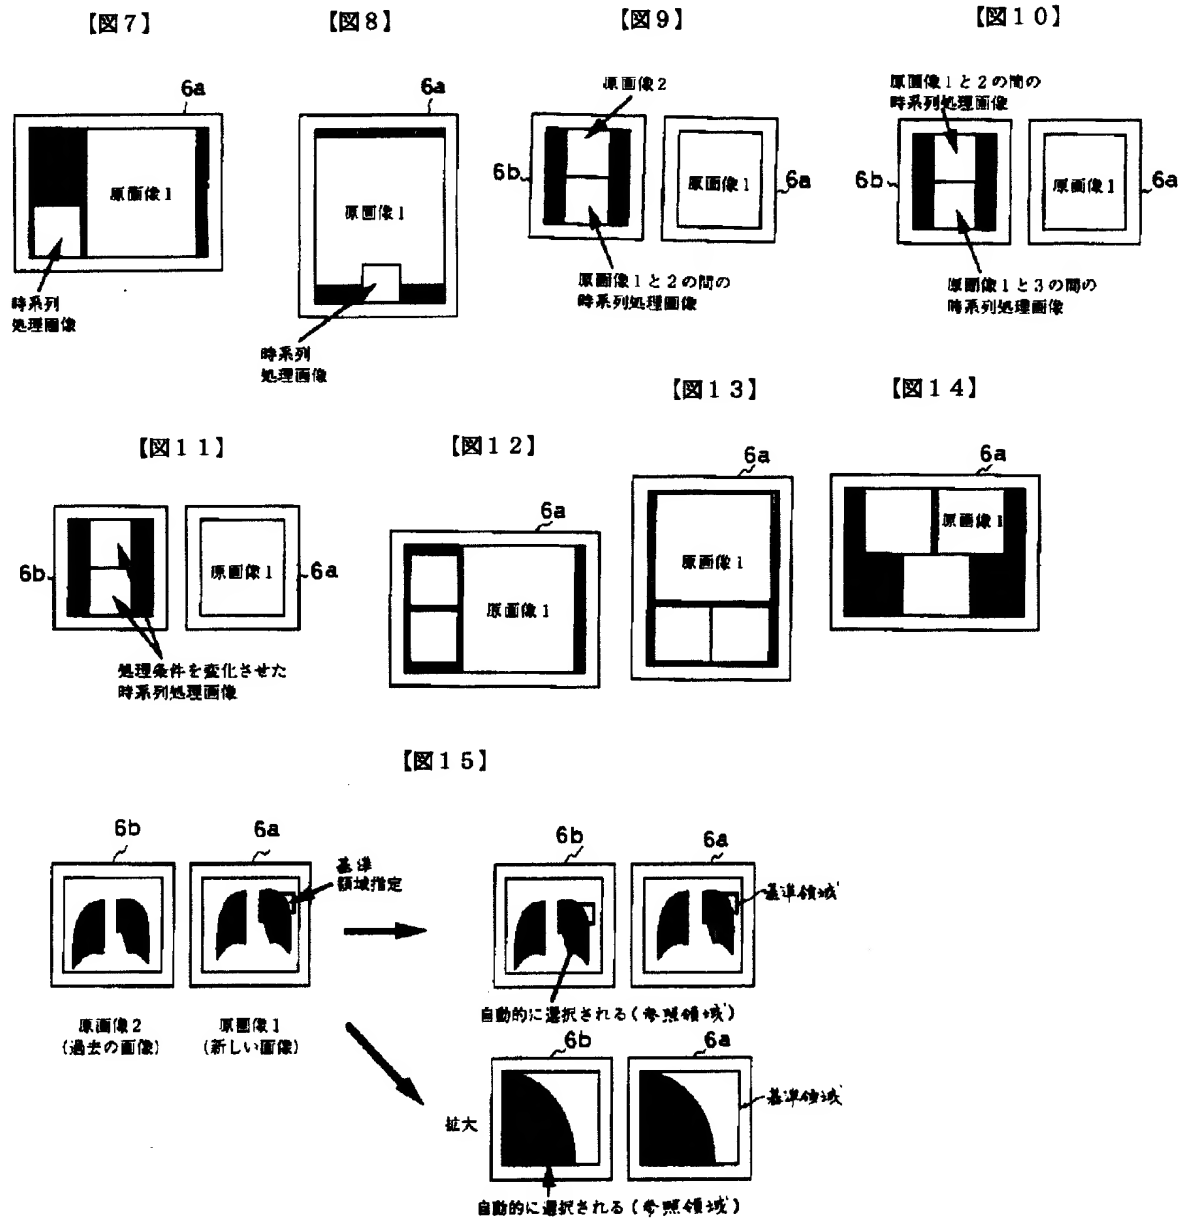 【図7】
6a
原画像1
時系列
処理画像
【図8】
6a
原画像1
時系列
処理画像
【図9】
原画像2
6b
原画像1
6a
原画像1と2の間の
時系列処理画像
【図10】
原画像1と2の間の
時系列処理画像
6b
原画像1
6a
原画像1と3の間の
時系列処理画像
【図11】
6b
原画像1
6a
処理条件を変化させた
時系列処理画像
【図12】
6a
原画像1
【図13】
6a
原画像1
【図14】
6a
原画像1
【図15】
6b
6a
基準
領域指定
原画像2
(過去の画像)
原画像1
(新しい画像)
6b
6a
基準領域
自動的に選択される(参照領域)
6b
6a
基準領域
拡大
自動的に選択される(参照領域)